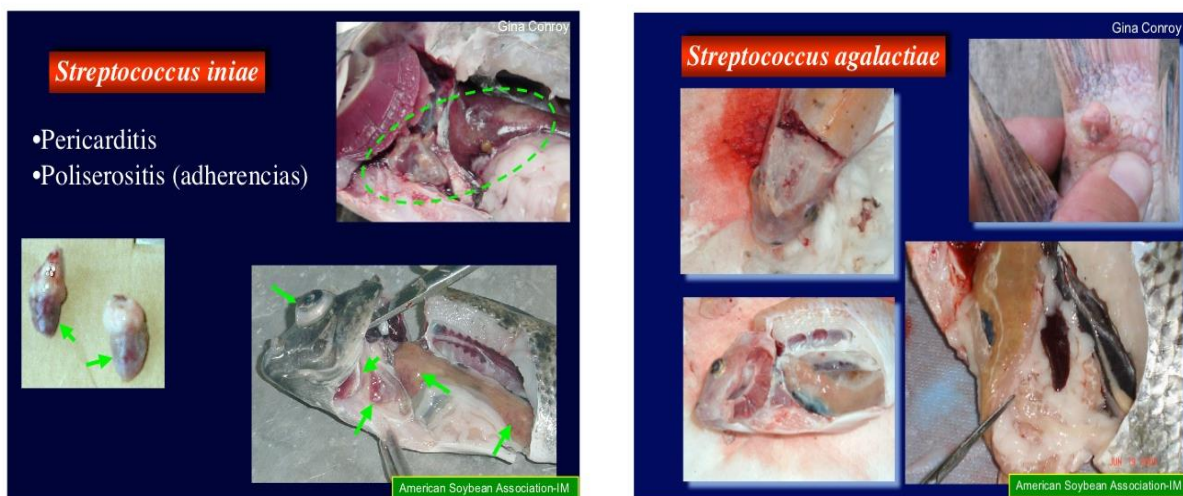 Gina Conroy
Streptococcus iniae
•Pericarditis
•Poliserositis (adherencias)
American Soybean Association-IM
Gina Conroy
Streptococcus agalactiae
American Soybean Association-IM